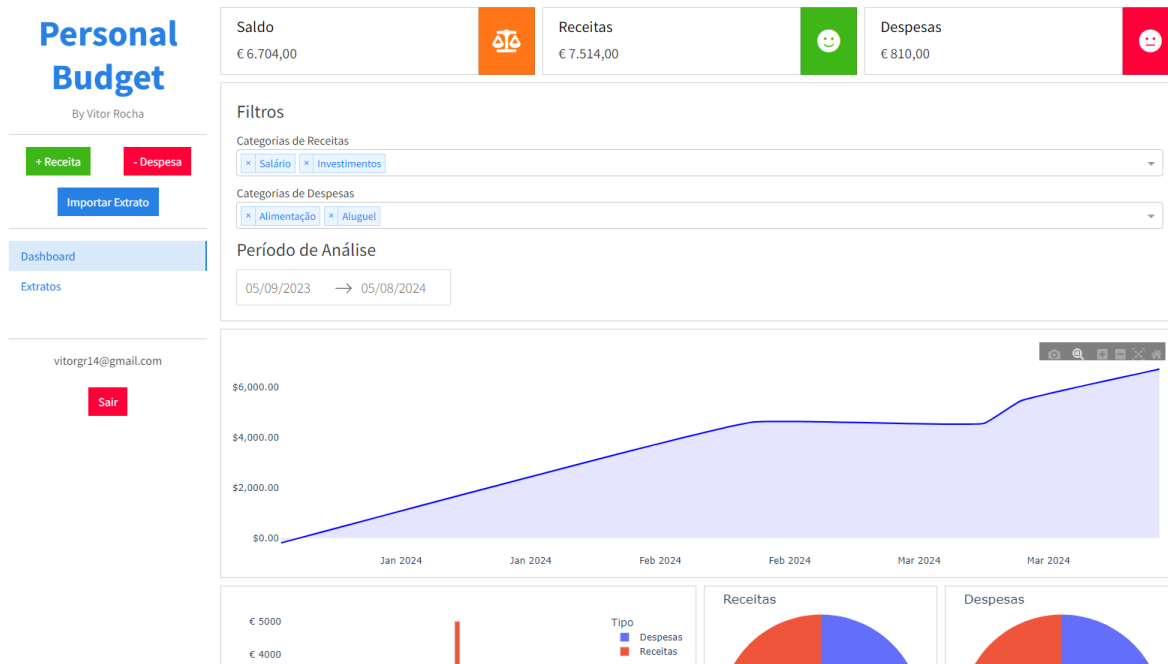 Personal
Budget
By Vitor Rocha
+ Receita
- Despesa
Importar Extrato
Dashboard
Extratos
vitorgr14@gmail.com
Sair
Saldo
€ 6.704,00
Receitas
€ 7.514,00
Despesas
€ 810,00
Filtros
Categorias de Receitas
× Salário × Investimentos
Categorias de Despesas
× Alimentação × Aluguel
Período de Análise
05/09/2023 → 05/08/2024
$6,000.00
$4,000.00
$2,000.00
$0.00
Jan 2024 Jan 2024 Feb 2024 Feb 2024 Mar 2024 Mar 2024
€ 5000
€ 4000
Tipo
Despesas
Receitas
Receitas
Despesas